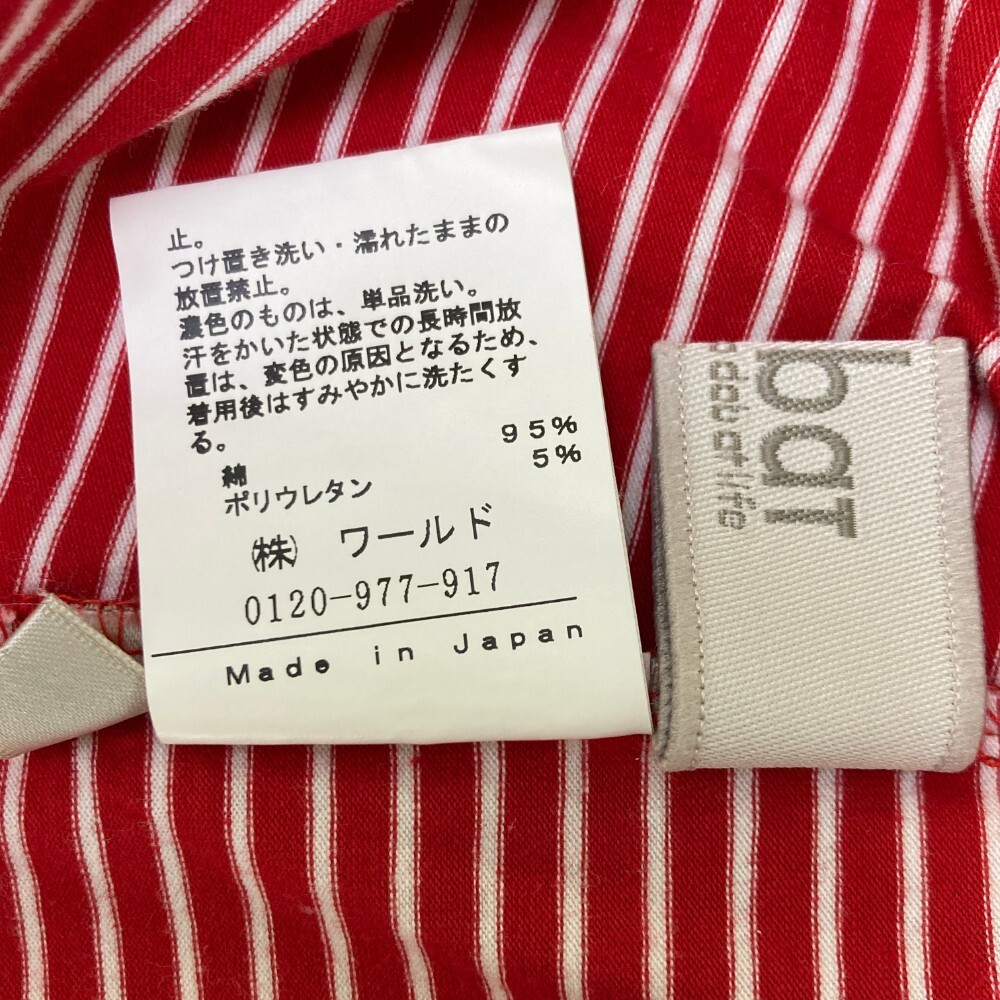 止。
つけ置き洗い・濡れたままの
放置禁止。
濃色のものは、単品洗い。
汗をかいた状態での長時間放
置は、変色の原因となるため、
着用後はすみやかに洗たくす
る。
綿 95%
ポリウレタン 5%
㈱ ワールド
0120-977-917
Made in Japan
baT
adabat life